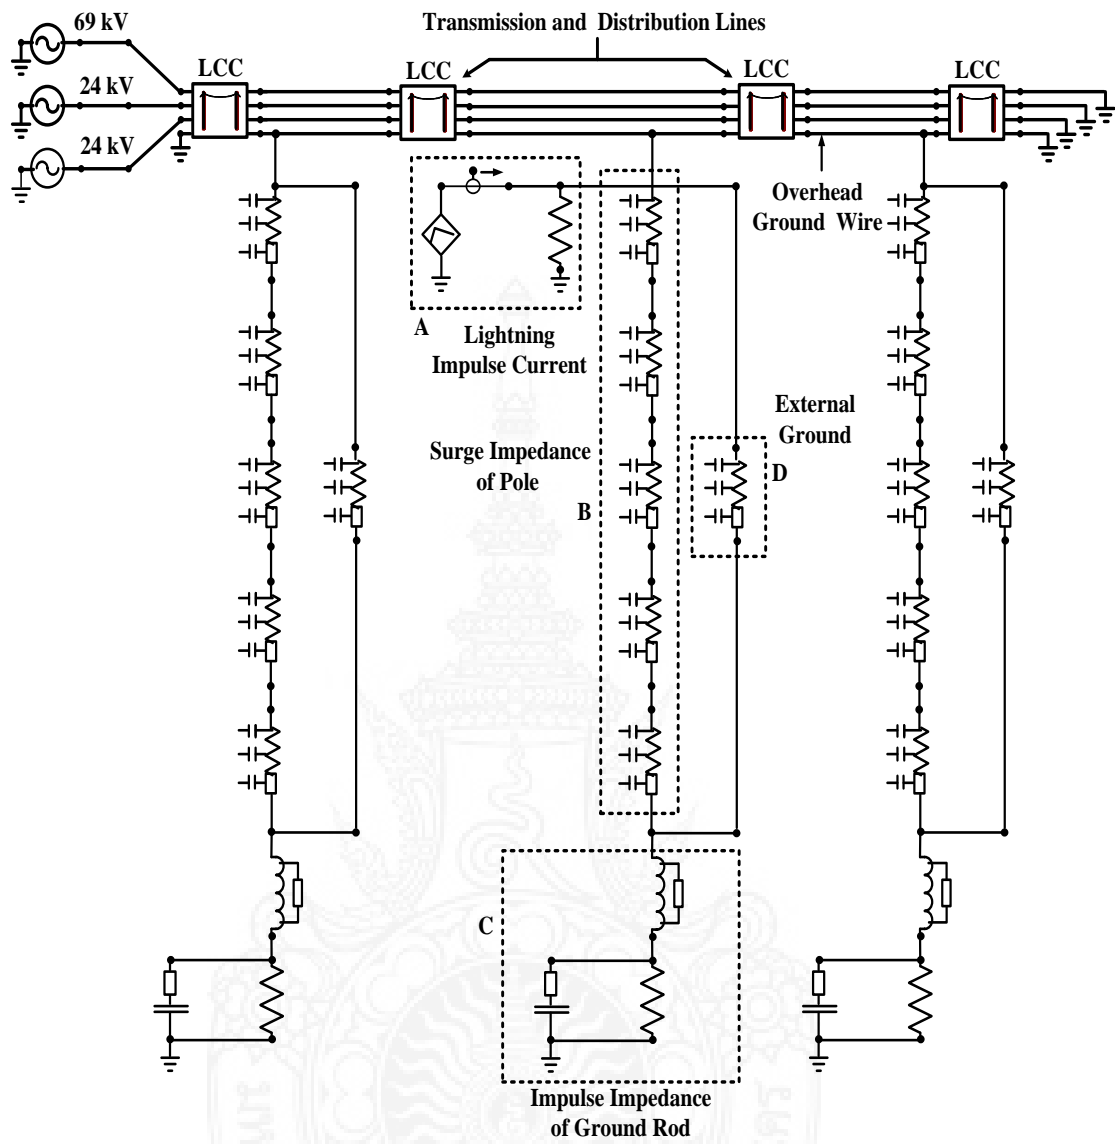 69 kV
Transmission and Distribution Lines
LCC
LCC
LCC
LCC
24 kV
24 kV
Overhead
Ground Wire
A
Lightning
Impulse Current
External
Ground
Surge Impedance
of Pole
D
B
C
Impulse Impedance
of Ground Rod